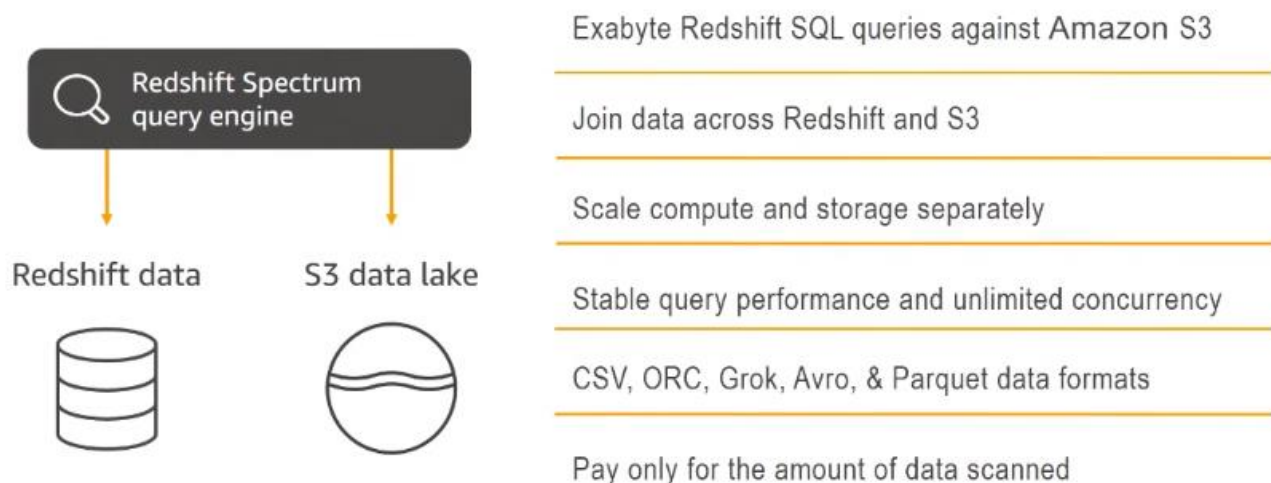 Redshift Spectrum
query engine
Redshift data
S3 data lake
Exabyte Redshift SQL queries against Amazon S3
Join data across Redshift and S3
Scale compute and storage separately
Stable query performance and unlimited concurrency
CSV, ORC, Grok, Avro, & Parquet data formats
Pay only for the amount of data scanned